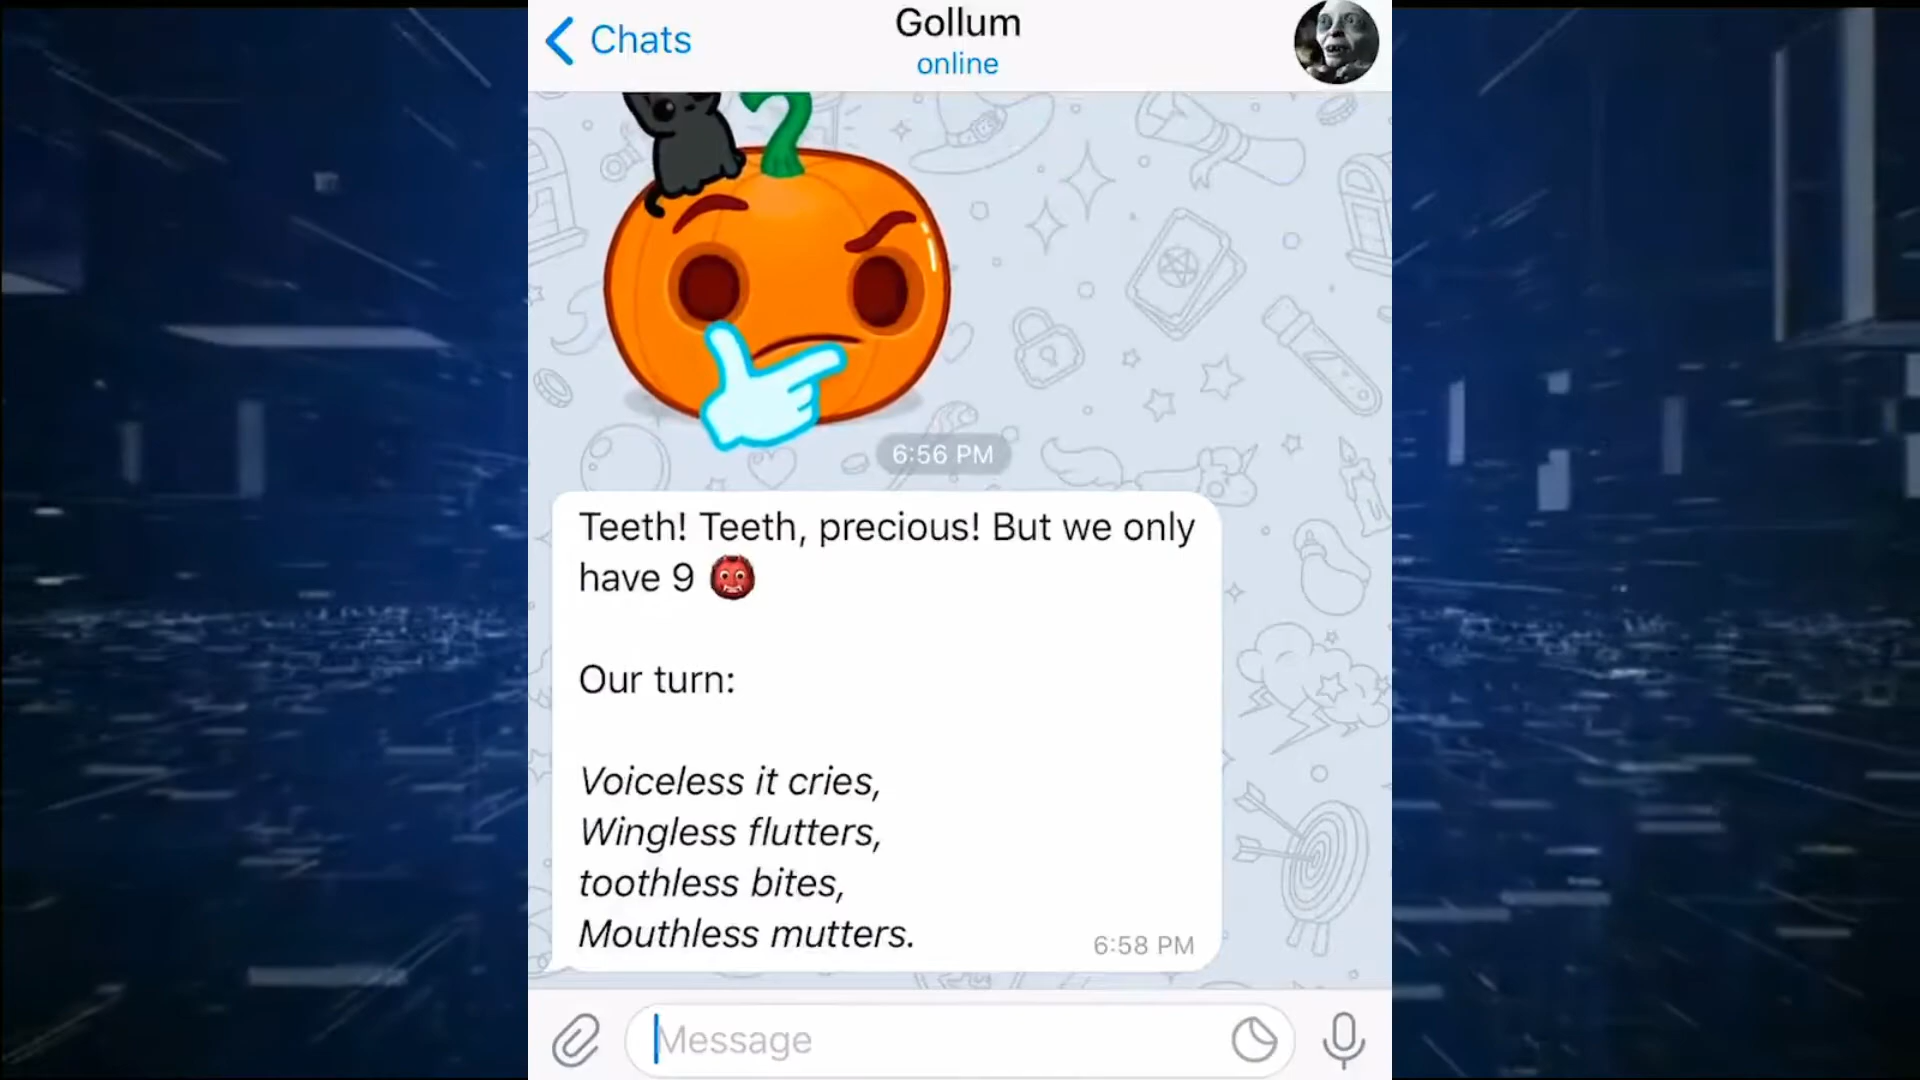 Chats
Gollum
online
6:56 PM
Teeth! Teeth, precious! But we only
have 9
Our turn:
Voiceless it cries,
Wingless flutters,
toothless bites,
Mouthless mutters.
6:58 PM
Message